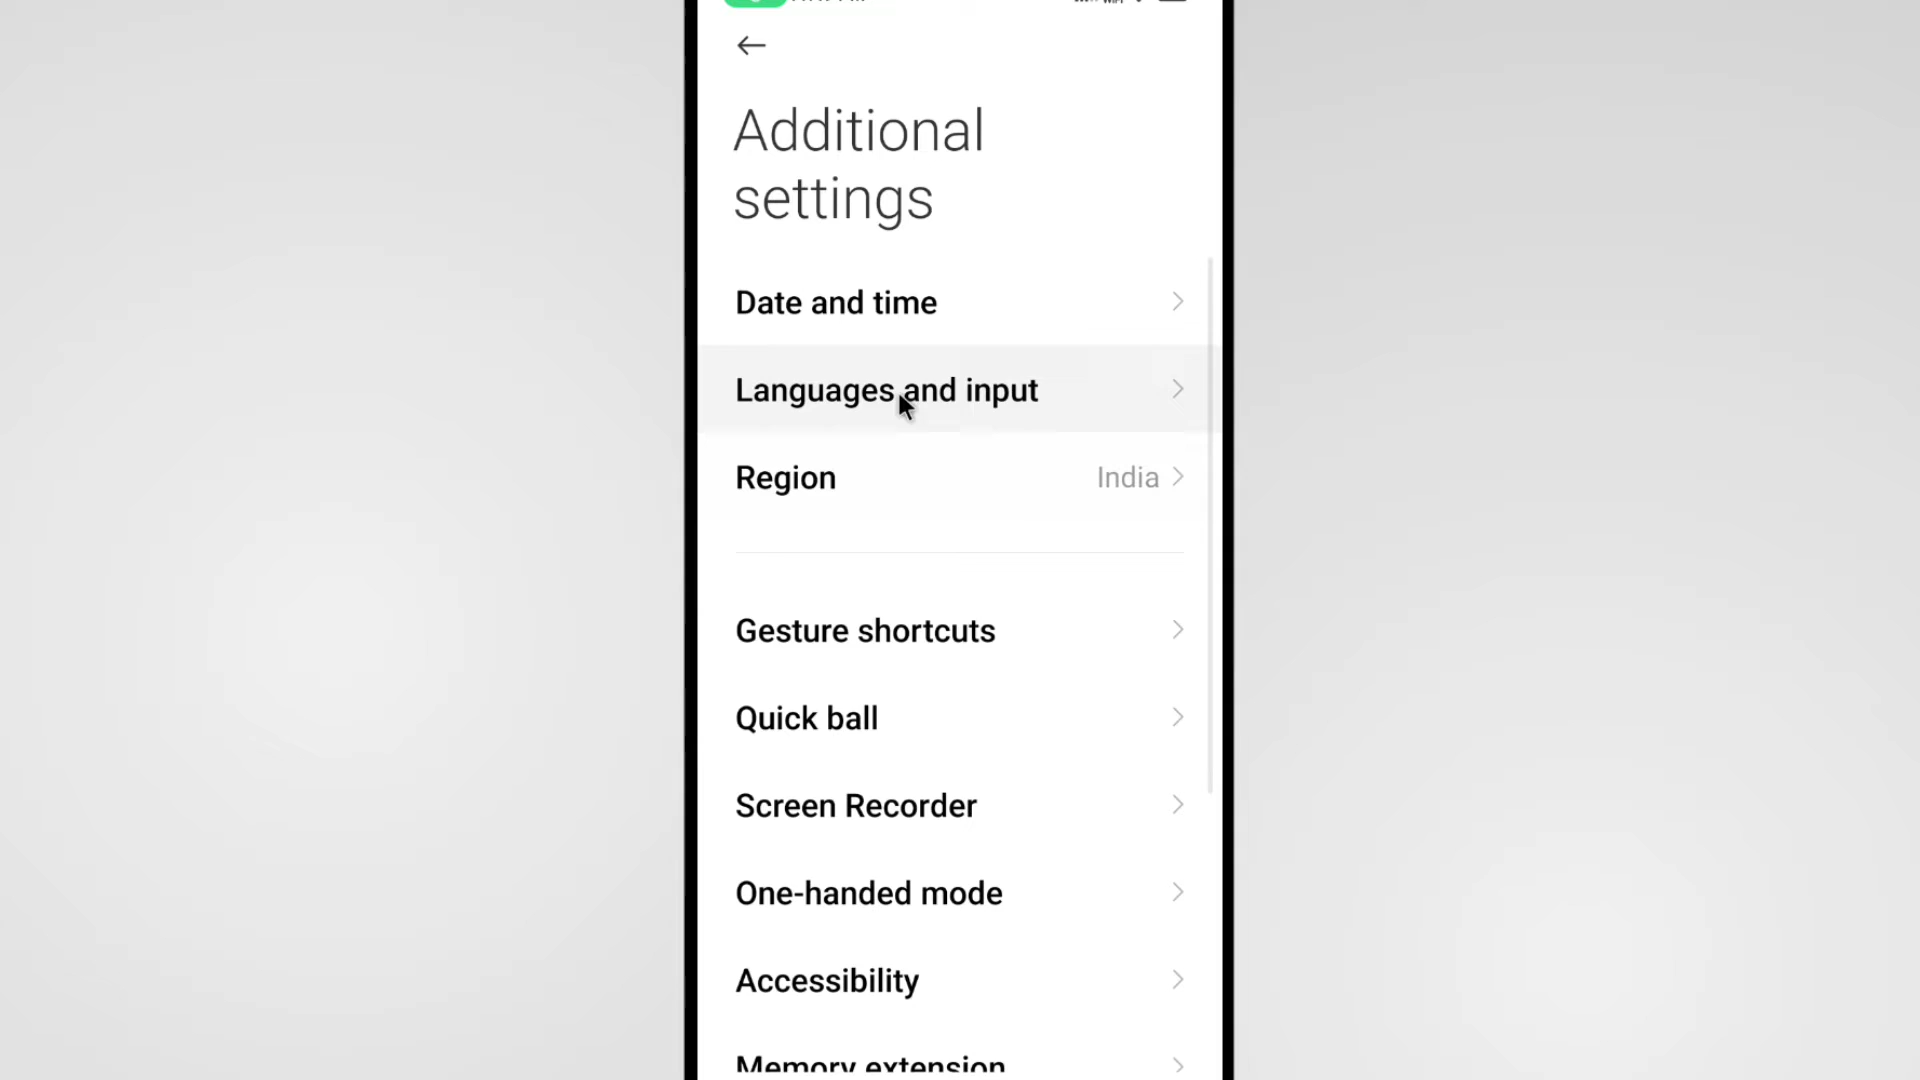 Additional
settings
Date and time
Languages and input
Region India
Gesture shortcuts
Quick ball
Screen Recorder
One-handed mode
Accessibility
Memory extension